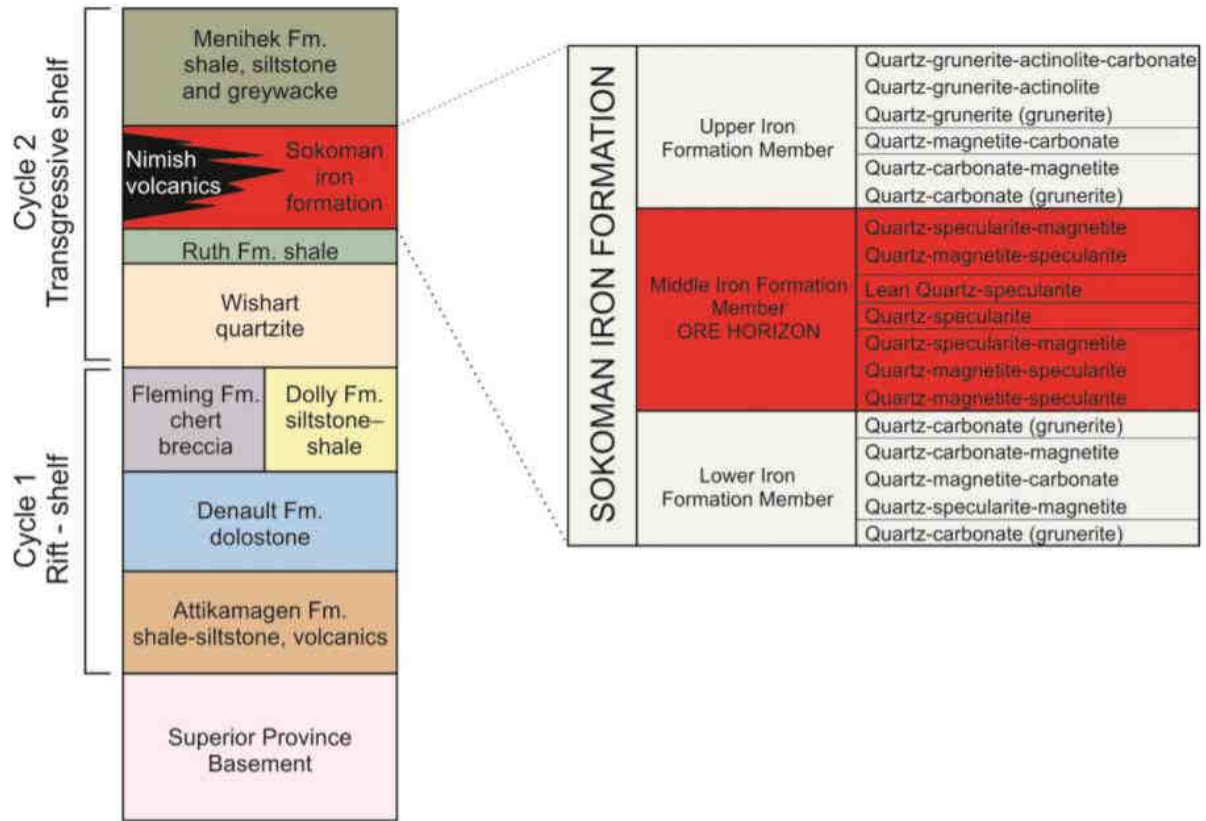 Cycle 2
Transgressive shelf
Cycle 1
Rift - shelf
Menihek Fm.
shale, siltstone
and greywacke
Nimish
volcanics
Sokoman
iron
formation
Ruth Fm. shale
Wishart
quartzite
Fleming Fm.
chert
breccia
Dolly Fm.
siltstone–
shale
Denault Fm.
dolostone
Attikamagen Fm.
shale-siltstone, volcanics
Superior Province
Basement
SOKOMAN IRON FORMATION
Upper Iron
Formation Member
Quartz-grunerite-actinolite-carbonate
Quartz-grunerite-actinolite
Quartz-grunerite (grunerite)
Quartz-magnetite-carbonate
Quartz-carbonate-magnetite
Quartz-carbonate (grunerite)
Middle Iron Formation
Member
ORE HORIZON
Quartz-specularite-magnetite
Quartz-magnetite-specularite
Lean Quartz-specularite
Quartz-specularite
Quartz-specularite-magnetite
Quartz-magnetite-specularite
Quartz-magnetite-specularite
Lower Iron
Formation Member
Quartz-carbonate (grunerite)
Quartz-carbonate-magnetite
Quartz-magnetite-carbonate
Quartz-specularite-magnetite
Quartz-carbonate (grunerite)